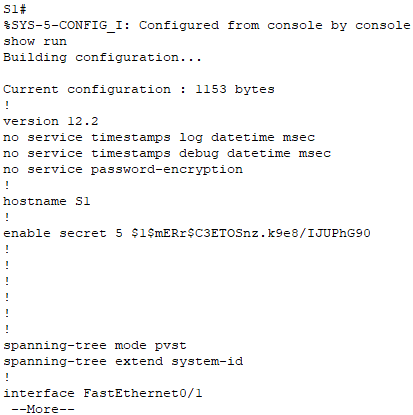 S1#
%SYS-5-CONFIG_I: Configured from console by console
show run
Building configuration...
Current configuration : 1153 bytes
!
version 12.2
no service timestamps log datetime msec
no service timestamps debug datetime msec
no service password-encryption
!
hostname S1
!
enable secret 5 $1$mERr$C3ETOSnz.k9e8/IJUPhG90
!
!
!
!
!
!
spanning-tree mode pvst
spanning-tree extend system-id
!
interface FastEthernet0/1
--More--